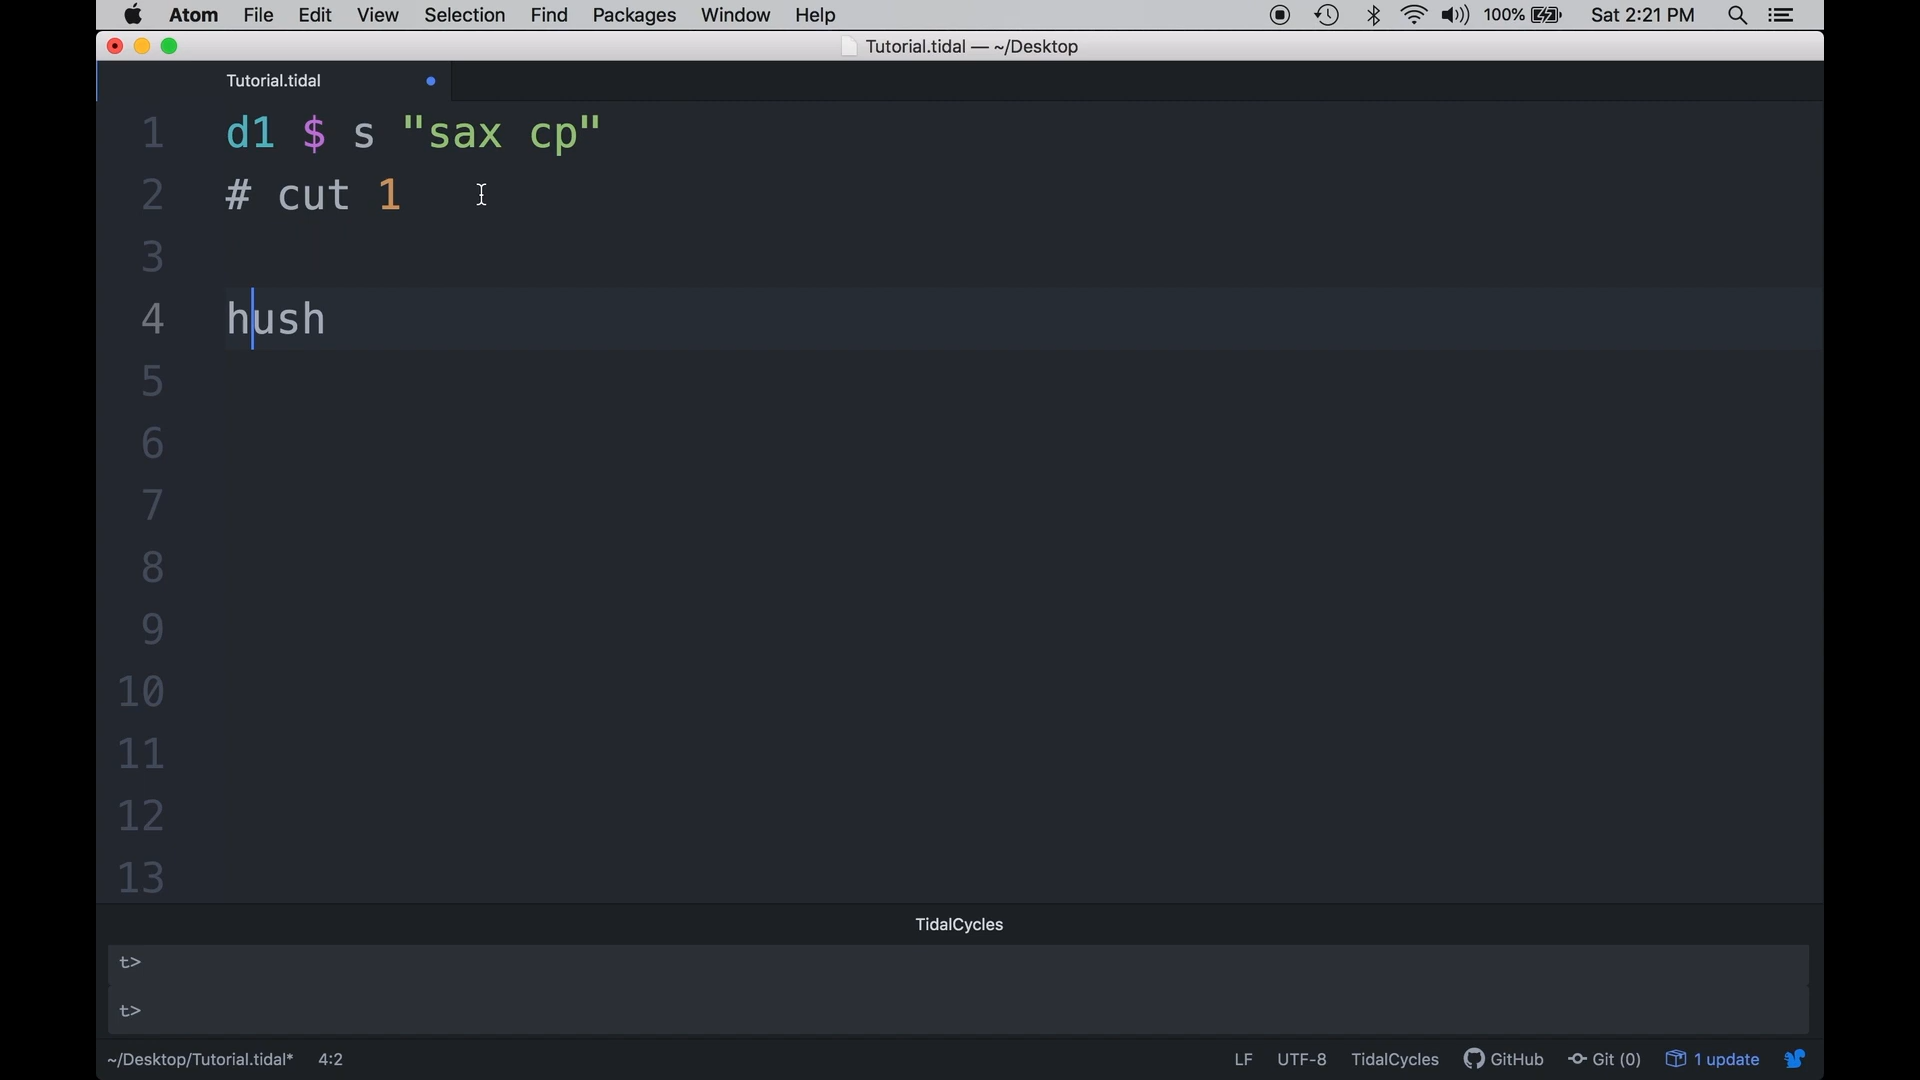 Atom File Edit View Selection Find Packages Window Help 100% Sat 2:21 PM
Tutorial.tidal — ~/Desktop
Tutorial.tidal
1 d1 $ s "sax cp"
2 # cut 1
3
4 hush
5
6
7
8
9
10
11
12
13
TidalCycles
t>
t>
~/Desktop/Tutorial.tidal* 4:2 LF UTF-8 TidalCycles GitHub Git (0) 1 update